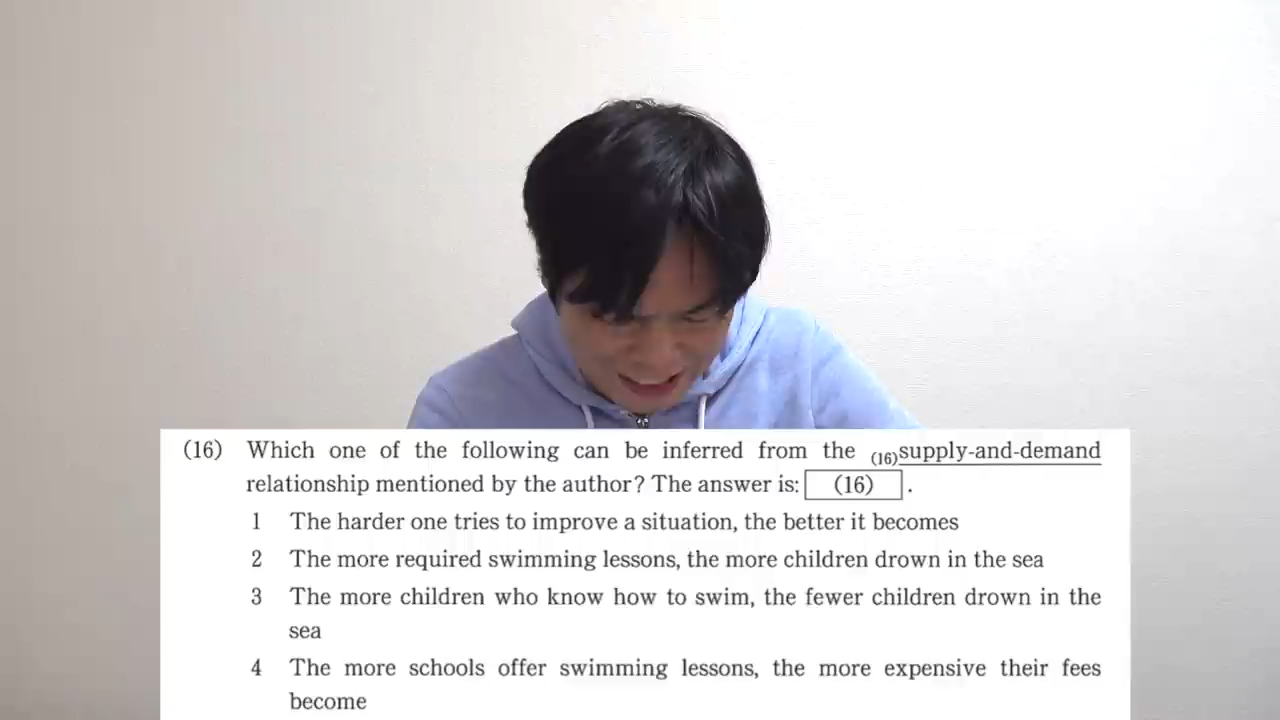 (16) Which one of the following can be inferred from the (16)supply-and-demand
relationship mentioned by the author? The answer is: (16) .
1 The harder one tries to improve a situation, the better it becomes
2 The more required swimming lessons, the more children drown in the sea
3 The more children who know how to swim, the fewer children drown in the
sea
4 The more schools offer swimming lessons, the more expensive their fees
become